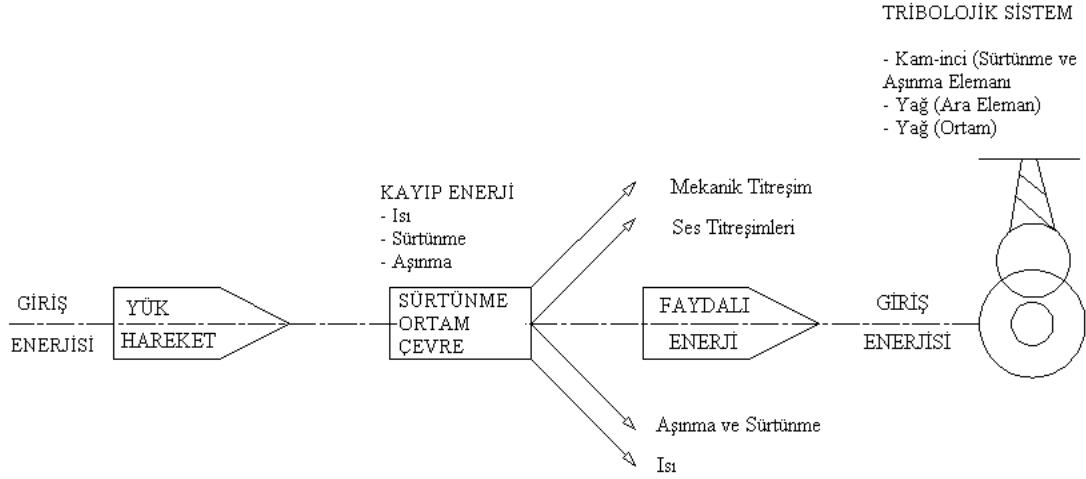 TRİBOLOJİK SİSTEM
- Kam-inci (Sürtünme ve
Aşınma Elemanı
- Yağ (Ara Eleman)
- Yağ (Ortam)
KAYIP ENERJİ
- Isı
- Sürtünme
- Aşınma
Mekanik Titreşim
Ses Titreşimleri
GİRİŞ
ENERJİSİ
YÜK
HAREKET
SÜRTÜNME
ORTAM
ÇEVRE
FAYDALI
ENERJİ
GİRİŞ
ENERJİSİ
Aşınma ve Sürtünme
Isı